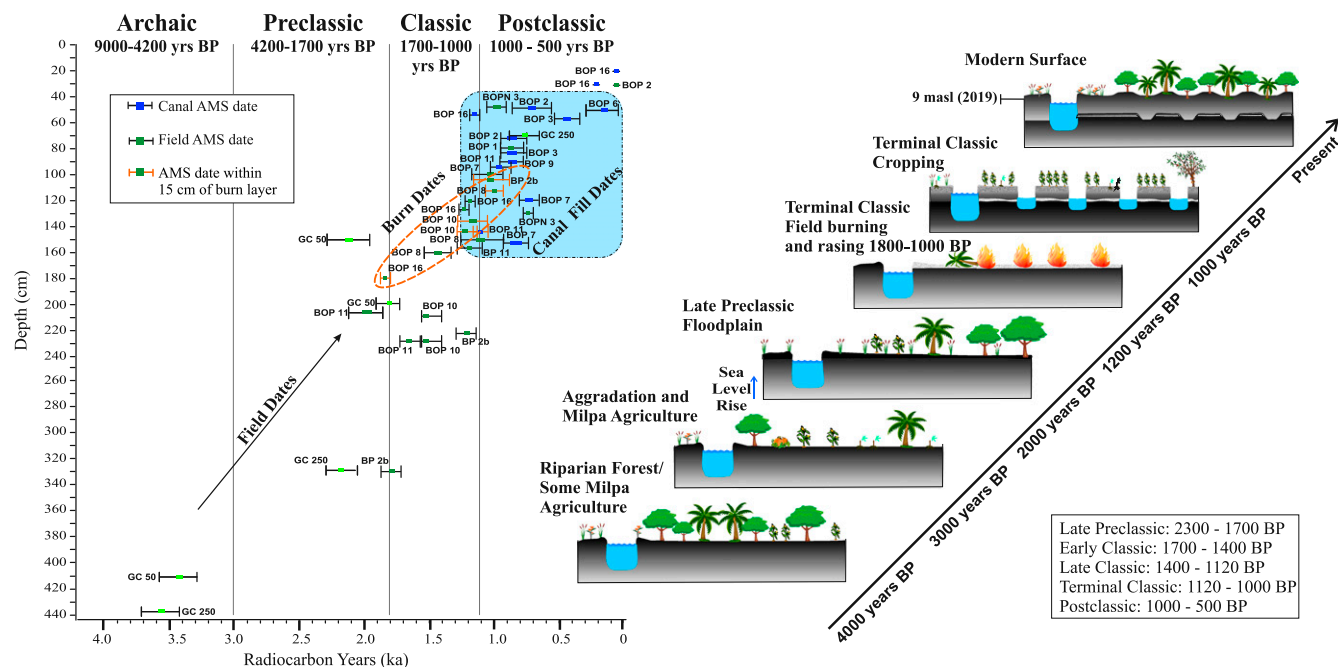 Archaic
9000-4200 yrs BP
Preclassic
4200-1700 yrs BP
Classic
1700-1000
yrs BP
Postclassic
1000 - 500 yrs BP
Depth (cm)
0
20
40
60
80
100
120
140
160
180
200
220
240
260
280
300
320
340
360
380
400
420
440
4.0
3.5
3.0
2.5
2.0
1.5
1.0
0.5
0
Radiocarbon Years (ka)
Canal AMS date
Field AMS date
AMS date within
15 cm of burn layer
BOP 16
BOP 16
BOP 2
BOPN 3
BOP 2
BOP 6
BOP 16
BOP 3
BOP 2
GC 250
BOP 1
BOP 3
BOP 11
BOP 9
BOP 7
BP 2b
BOP 8
BOP 16
BOP 7
BOP 16
BOPN 3
BOP 10
BOP 10
BOP 11
BOP 7
BOP 8
BP 11
GC 50
BOP 8
BOP 16
GC 50
BOP 11
BOP 10
BP 2b
BOP 11
BOP 10
GC 250
BP 2b
GC 50
GC 250
Burn Dates
Canal Fill Dates
Field Dates
Modern Surface
9 masl (2019)
Terminal Classic
Cropping
Terminal Classic
Field burning
and rasing 1800-1000 BP
Late Preclassic
Floodplain
Sea
Level
Rise
Aggradation and
Milpa Agriculture
Riparian Forest/
Some Milpa
Agriculture
4000 years BP
3000 years BP
2000 years BP
1200 years BP
1000 years BP
Present
Late Preclassic: 2300 - 1700 BP
Early Classic: 1700 - 1400 BP
Late Classic: 1400 - 1120 BP
Terminal Classic: 1120 - 1000 BP
Postclassic: 1000 - 500 BP